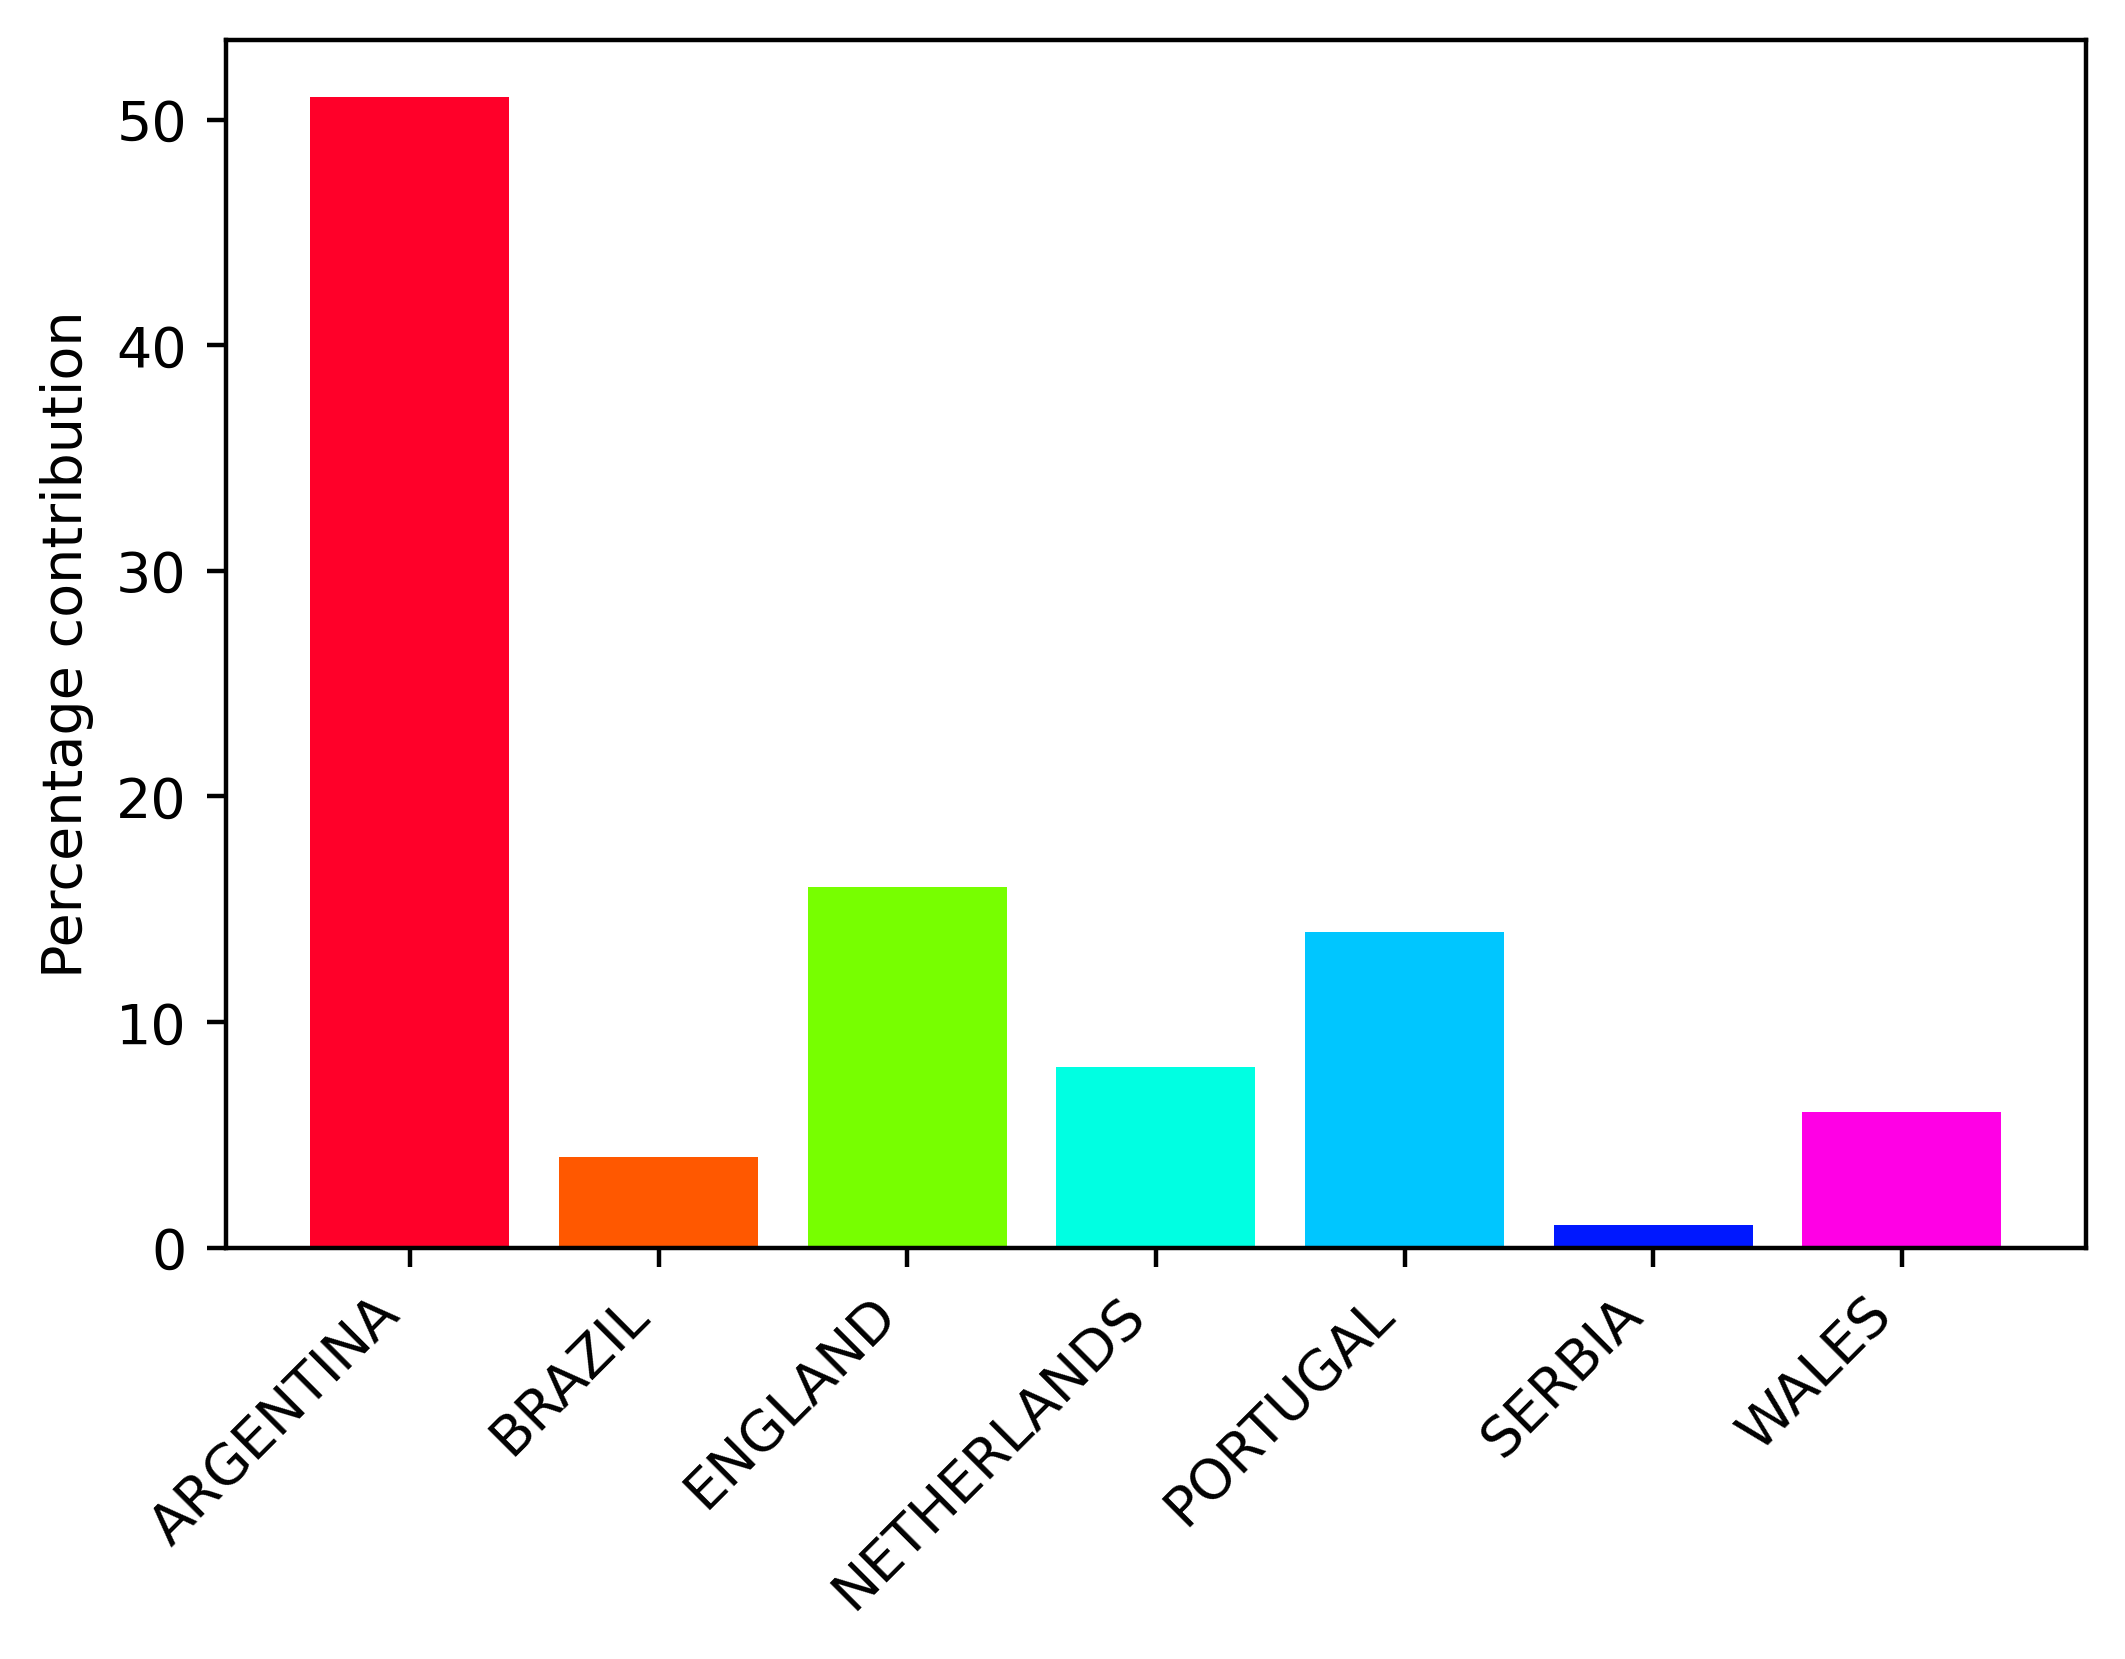 Percentage contribution
50
40
30
20
10
0
ARGENTINA
BRAZIL
ENGLAND
NETHERLANDS
PORTUGAL
SERBIA
WALES